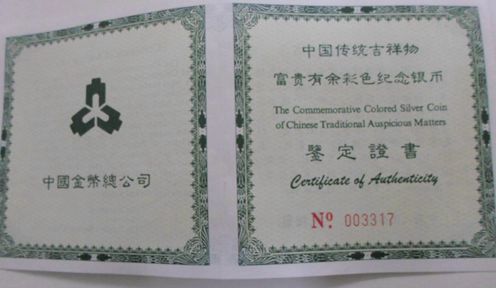 中國金幣總公司
中国传统吉祥物
富贵有余彩色纪念银币
The Commemorative Colored Silver Coin
of Chinese Traditional Auspicious Matters
鑒定證書
Certificate of Authenticity
Nº 003317